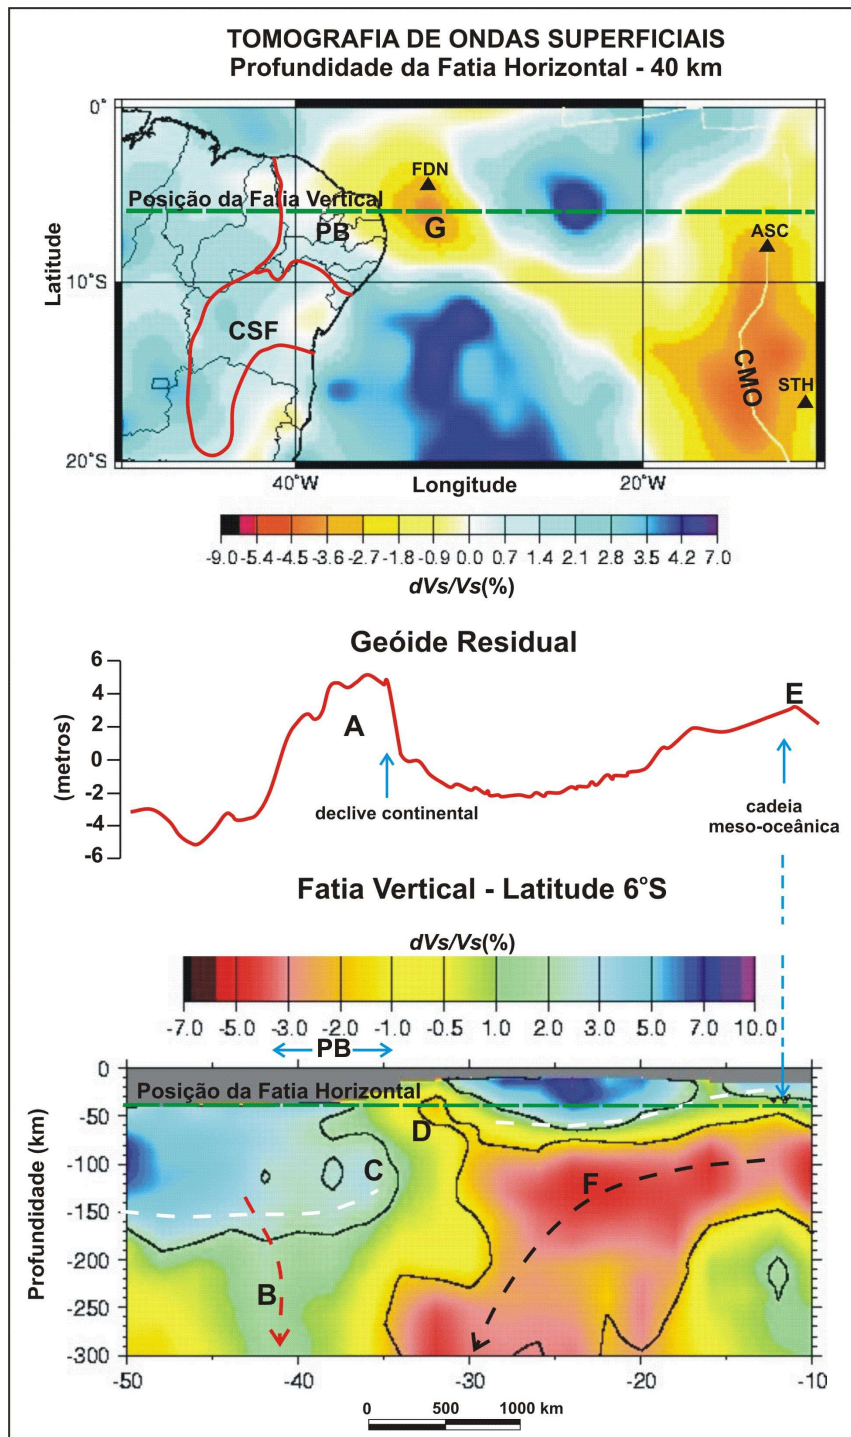 TOMOGRAFIA DE ONDAS SUPERFICIAIS
Profundidade da Fatia Horizontal - 40 km
0°
FDN
Posição da Fatia Vertical
PB
G
ASC
Latitude
10°S
CSF
CMO
STH
20°S
40°W
Longitude
20°W
-9.0 -5.4 -4.5 -3.6 -2.7 -1.8 -0.9 0.0 0.7 1.4 2.1 2.8 3.5 4.2 7.0
dVs/Vs(%)
Geóide Residual
6
4
2
0
-2
-4
-6
(metros)
A
E
declive continental
cadeia
meso-oceânica
Fatia Vertical - Latitude 6°S
dVs/Vs(%)
-7.0 -5.0 -3.0 -2.0 -1.0 -0.5 1.0 2.0 3.0 5.0 7.0 10.0
PB
0
Posição da Fatia Horizontal
-50
D
-100
C
F
-150
-200
-250
B
-300
Profundidade (km)
-50 -40 -30 -20 -10
0 500 1000 km